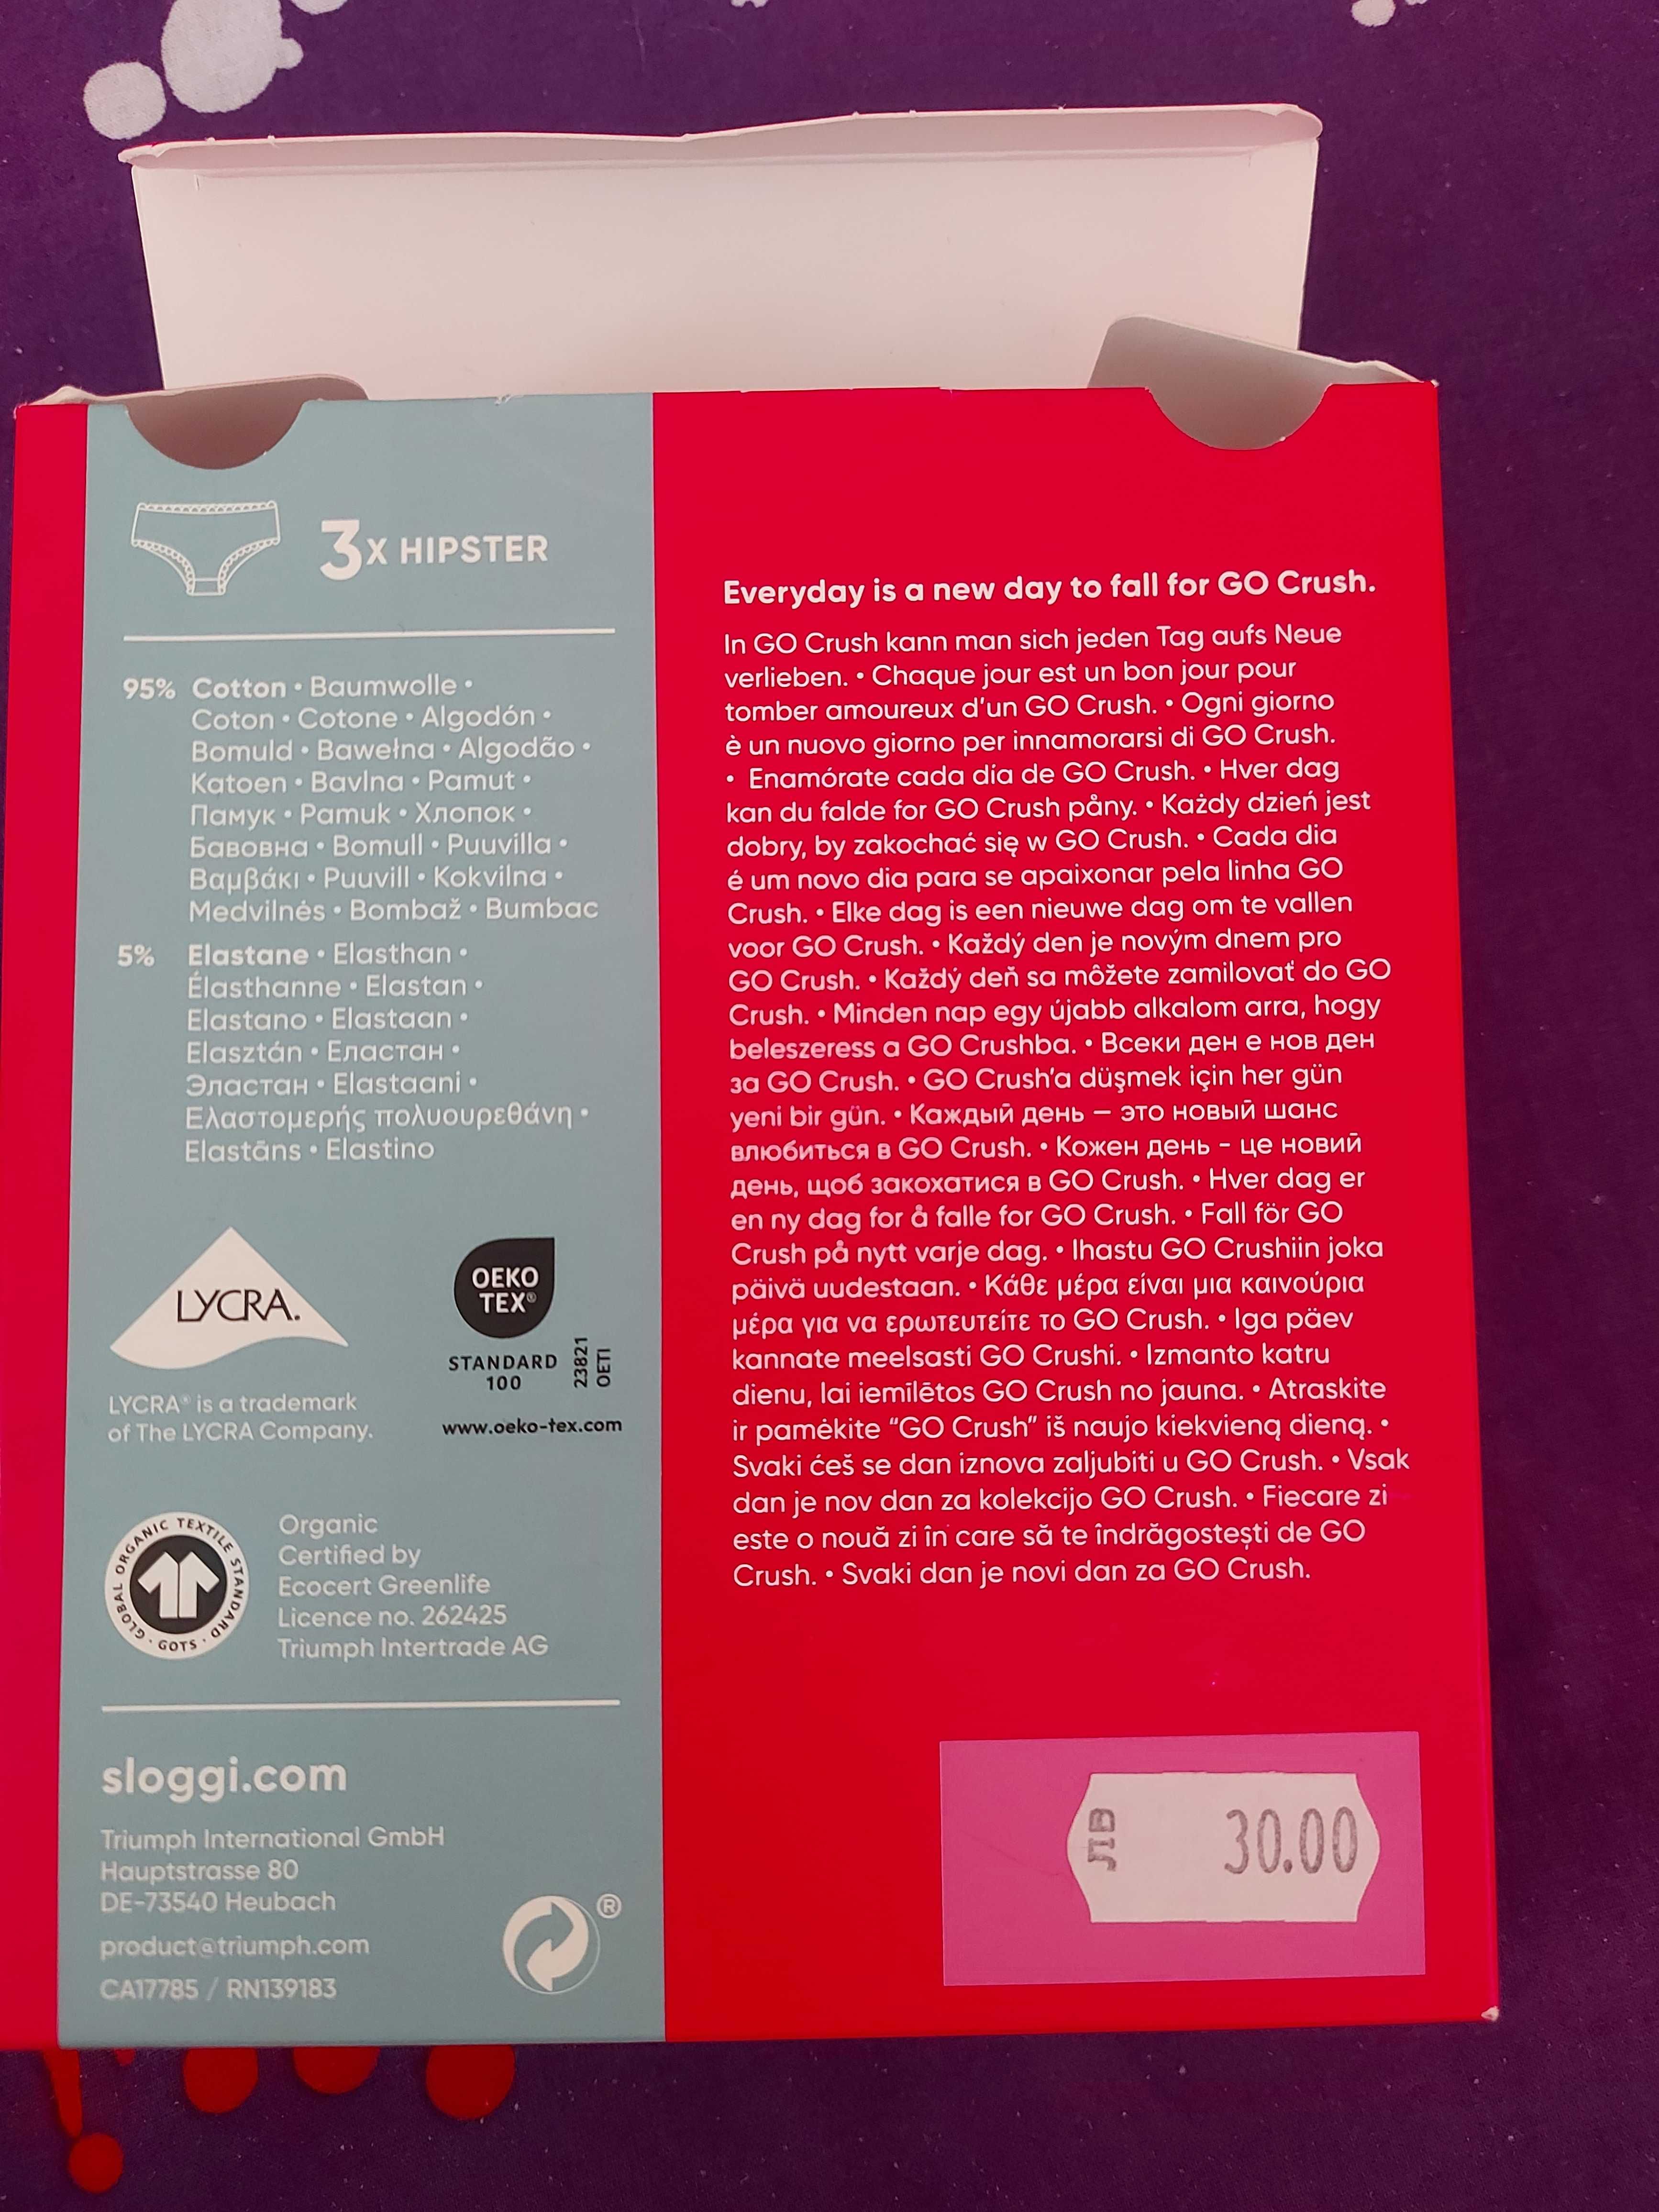 3x HIPSTER
95% Cotton • Baumwolle •
Coton • Cotone • Algodón •
Bomuld • Bawełna • Algodão •
Katoen • Bavlna • Pamut •
Памук • Pamuk • Хлопок •
Бавовна • Bomull • Puuvilla •
Βαμβάκι • Puuvill • Kokvilna •
Medvilnės • Bombaž • Bumbac
5% Elastane • Elasthan •
Élasthanne • Elastan •
Elastano • Elastaan •
Elasztán • Еластан •
Эластан • Elastaani •
Ελαστομερής πολυουρεθάνη •
Elastāns • Elastino
LYCRA.
LYCRA® is a trademark
of The LYCRA Company.
OEKO
TEX®
STANDARD
100
23821
OETI
www.oeko-tex.com
GLOBAL ORGANIC TEXTILE STANDARD · GOTS ·
Organic
Certified by
Ecocert Greenlife
Licence no. 262425
Triumph Intertrade AG
sloggi.com
Triumph International GmbH
Hauptstrasse 80
DE-73540 Heubach
product@triumph.com
CA17785 / RN139183
®
Everyday is a new day to fall for GO Crush.
In GO Crush kann man sich jeden Tag aufs Neue
verlieben. • Chaque jour est un bon jour pour
tomber amoureux d'un GO Crush. • Ogni giorno
è un nuovo giorno per innamorarsi di GO Crush.
• Enamórate cada día de GO Crush. • Hver dag
kan du falde for GO Crush påny. • Każdy dzień jest
dobry, by zakochać się w GO Crush. • Cada dia
é um novo dia para se apaixonar pela linha GO
Crush. • Elke dag is een nieuwe dag om te vallen
voor GO Crush. • Každý den je novým dnem pro
GO Crush. • Každý deň sa môžete zamilovať do GO
Crush. • Minden nap egy újabb alkalom arra, hogy
beleszeress a GO Crushba. • Всеки ден е нов ден
за GO Crush. • GO Crush'a düşmek için her gün
yeni bir gün. • Каждый день – это новый шанс
влюбиться в GO Crush. • Кожен день - це новий
день, щоб закохатися в GO Crush. • Hver dag er
en ny dag for å falle for GO Crush. • Fall för GO
Crush på nytt varje dag. • Ihastu GO Crushiin joka
päivä uudestaan. • Κάθε μέρα είναι μια καινούρια
μέρα για να ερωτευτείτε το GO Crush. • Iga päev
kannate meelsasti GO Crushi. • Izmanto katru
dienu, lai iemīlētos GO Crush no jauna. • Atraskite
ir pamėkite “GO Crush” iš naujo kiekvieną dieną. •
Svaki ćeš se dan iznova zaljubiti u GO Crush. • Vsak
dan je nov dan za kolekcijo GO Crush. • Fiecare zi
este o nouă zi în care să te îndrăgostești de GO
Crush. • Svaki dan je novi dan za GO Crush.
ЛВ 30.00